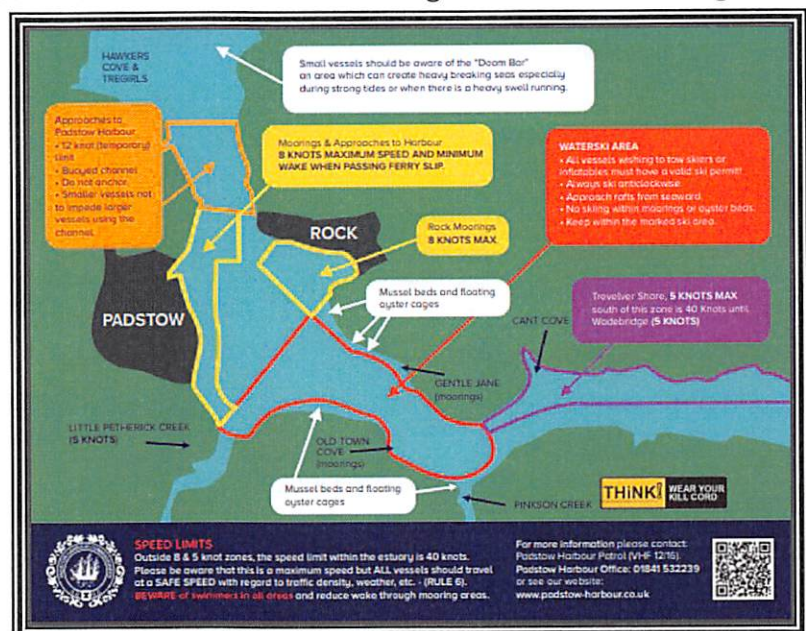 HAWKERS
COVE &
TREGIRLS
Small vessels should be aware of the "Doom Bar"
an area which can create heavy breaking seas especially
during strong tides or when there is a heavy swell running.
Approaches to
Padstow Harbour
• 12 knot (temporary)
limit
• Buoyed channel
• Do not anchor.
• Smaller vessels not
to impede larger
vessels using the
channel.
Moorings & Approaches to Harbour
8 KNOTS MAXIMUM SPEED AND MINIMUM
WAKE WHEN PASSING FERRY SLIP.
WATERSKI AREA
• All vessels wishing to tow skiers or
inflatables must have a valid ski permit!
• Always ski anticlockwise.
• Approach rafts from seaward.
• No skiing within moorings or oyster beds.
• Keep within the marked ski area.
ROCK
Rock Moorings
8 KNOTS MAX.
PADSTOW
Mussel beds and floating
oyster cages
Trevelver Shore, 5 KNOTS MAX
south of this zone is 40 Knots until
Wadebridge (5 KNOTS)
CANT COVE
GENTLE JANE
(moorings)
LITTLE PETHERICK CREEK
(5 KNOTS)
OLD TOWN
COVE
(moorings)
Mussel beds and floating
oyster cages
PINKSON CREEK
THINK! WEAR YOUR
KILL CORD
SPEED LIMITS
Outside 8 & 5 knot zones, the speed limit within the estuary is 40 knots.
Please be aware that this is a maximum speed but ALL vessels should travel
at a SAFE SPEED with regard to traffic density, weather, etc. - (RULE 6).
BEWARE of swimmers in all areas and reduce wake through mooring areas.
For more information please contact:
Padstow Harbour Patrol (VHF 12/16).
Padstow Harbour Office: 01841 532239
or see our website:
www.padstow-harbour.co.uk